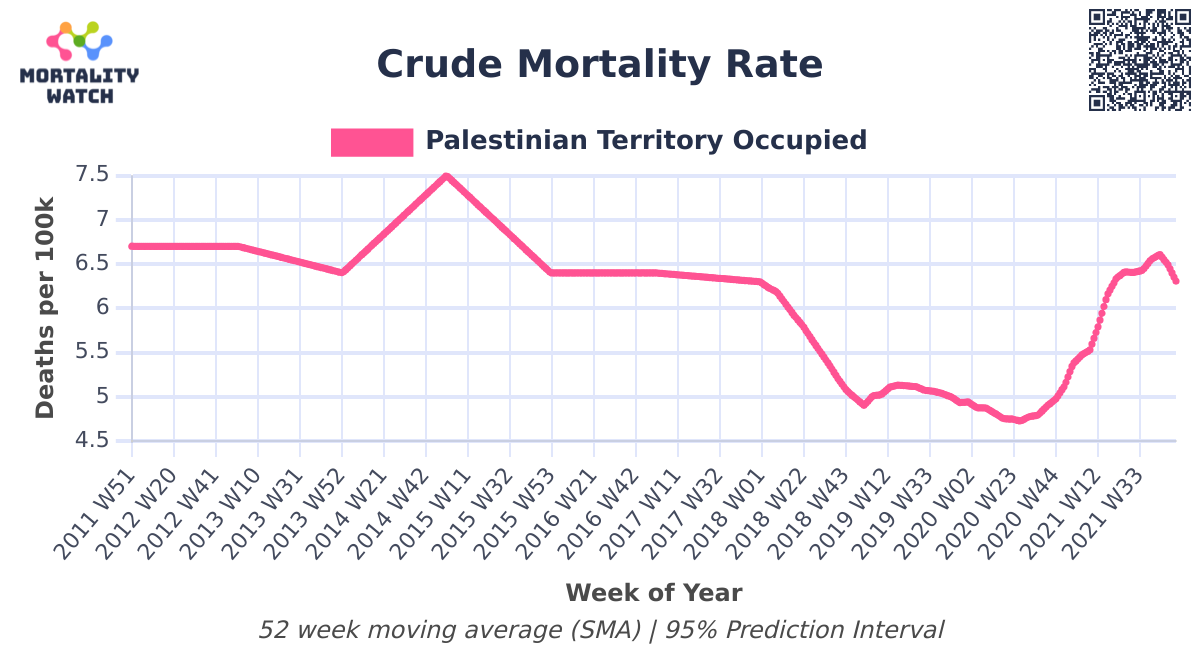 MORTALITY
WATCH
Crude Mortality Rate
Palestinian Territory Occupied
Deaths per 100k
7.5
7
6.5
6
5.5
5
4.5
2011 W51
2012 W20
2012 W41
2013 W10
2013 W31
2013 W52
2014 W21
2014 W42
2015 W11
2015 W32
2015 W53
2016 W21
2016 W42
2017 W11
2017 W32
2018 W01
2018 W22
2018 W43
2019 W12
2019 W33
2020 W02
2020 W23
2020 W44
2021 W12
2021 W33
Week of Year
52 week moving average (SMA) | 95% Prediction Interval